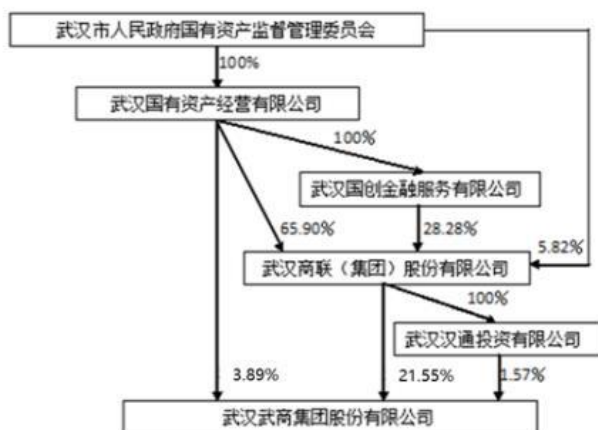 武汉市人民政府国有资产监督管理委员会
100%
武汉国有资产经营有限公司
100%
武汉国创金融服务有限公司
65.90%
28.28%
5.82%
武汉商联（集团）股份有限公司
100%
武汉汉通投资有限公司
3.89%
21.55%
1.57%
武汉武商集团股份有限公司